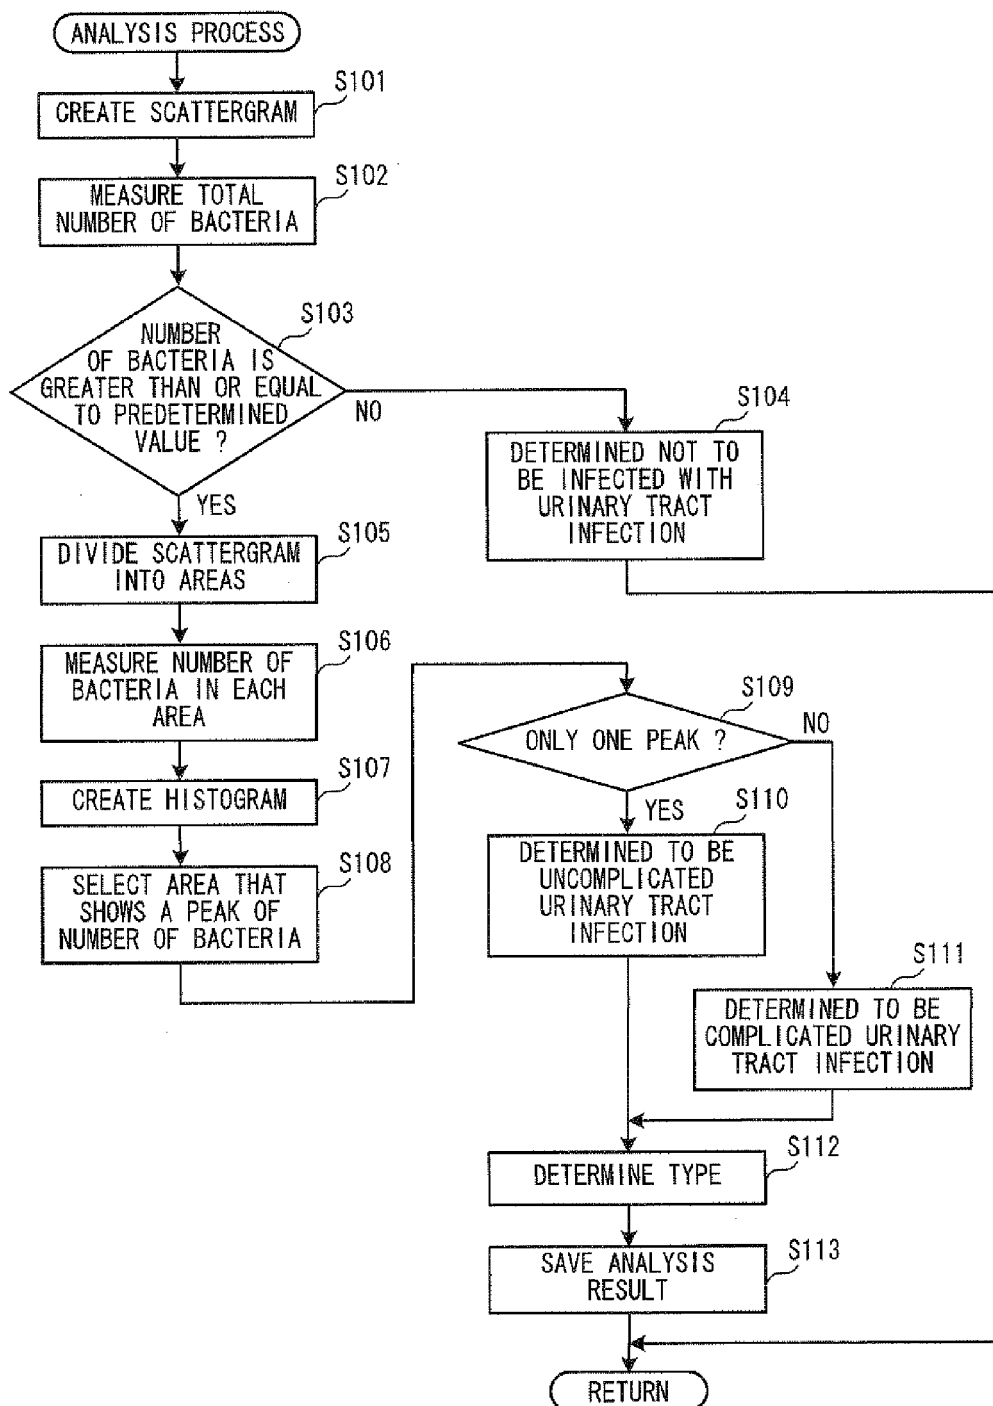 ANALYSIS PROCESS
S101
CREATE SCATTERGRAM
S102
MEASURE TOTAL
NUMBER OF BACTERIA
S103
NUMBER
OF BACTERIA IS
GREATER THAN OR EQUAL
TO PREDETERMINED
VALUE ?
NO
YES
S104
DETERMINED NOT TO
BE INFECTED WITH
URINARY TRACT
INFECTION
S105
DIVIDE SCATTERGRAM
INTO AREAS
S106
MEASURE NUMBER OF
BACTERIA IN EACH
AREA
S107
CREATE HISTOGRAM
S108
SELECT AREA THAT
SHOWS A PEAK OF
NUMBER OF BACTERIA
S109
ONLY ONE PEAK ?
NO
YES
S110
DETERMINED TO BE
UNCOMPLICATED
URINARY TRACT
INFECTION
S111
DETERMINED TO BE
COMPLICATED URINARY
TRACT INFECTION
S112
DETERMINE TYPE
S113
SAVE ANALYSIS
RESULT
RETURN